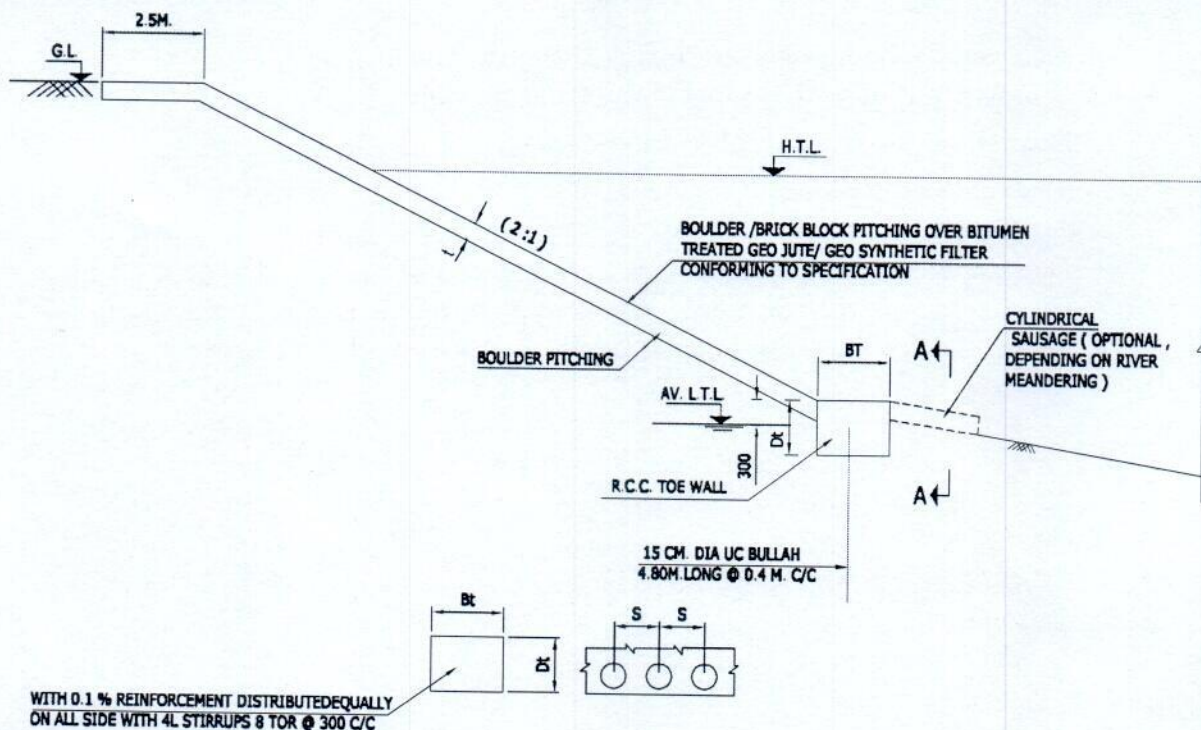 2.5M.
G.L
H.T.L.
(2:1)
t
BOULDER /BRICK BLOCK PITCHING OVER BITUMEN
TREATED GEO JUTE/ GEO SYNTHETIC FILTER
CONFORMING TO SPECIFICATION
CYLINDRICAL
SAUSAGE ( OPTIONAL ,
DEPENDING ON RIVER
MEANDERING )
BOULDER PITCHING
BT
A
AV. L.T.L.
Dt
300
R.C.C. TOE WALL
A
15 CM. DIA UC BULLAH
4.80M.LONG @ 0.4 M. C/C
Bt
S S
Dt
WITH 0.1 % REINFORCEMENT DISTRIBUTEDEQUALLY
ON ALL SIDE WITH 4L STIRRUPS 8 TOR @ 300 C/C